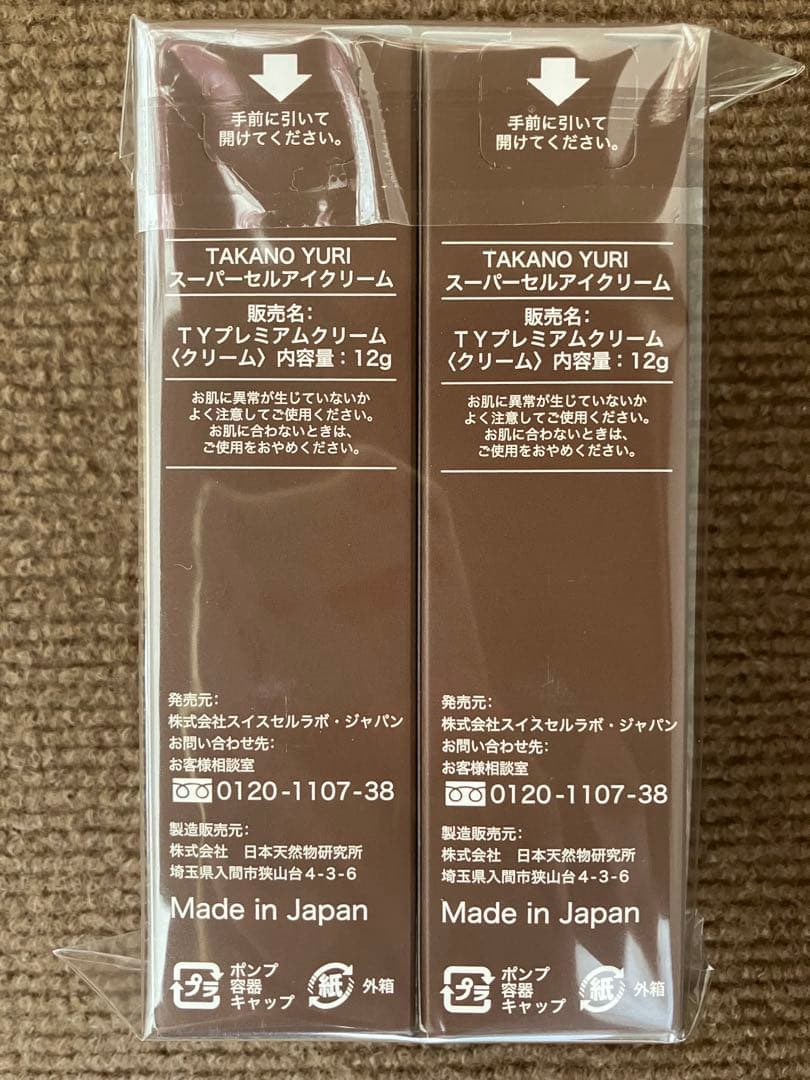 手前に引いて
開けてください。
TAKANO YURI
スーパーセルアイクリーム
販売名：
ＴＹプレミアムクリーム
〈クリーム〉内容量：12g
お肌に異常が生じていないか
よく注意してご使用ください。
お肌に合わないときは、
ご使用をおやめください。
発売元：
株式会社スイスセルラボ・ジャパン
お問い合わせ先：
お客様相談室
0120-1107-38
製造販売元：
株式会社　日本天然物研究所
埼玉県入間市狭山台4-3-6
Made in Japan
プラ
ポンプ
容器
キャップ
紙
外箱
手前に引いて
開けてください。
TAKANO YURI
スーパーセルアイクリーム
販売名：
ＴＹプレミアムクリーム
〈クリーム〉内容量：12g
お肌に異常が生じていないか
よく注意してご使用ください。
お肌に合わないときは、
ご使用をおやめください。
発売元：
株式会社スイスセルラボ・ジャパン
お問い合わせ先：
お客様相談室
0120-1107-38
製造販売元：
株式会社　日本天然物研究所
埼玉県入間市狭山台4-3-6
Made in Japan
プラ
ポンプ
容器
キャップ
紙
外箱